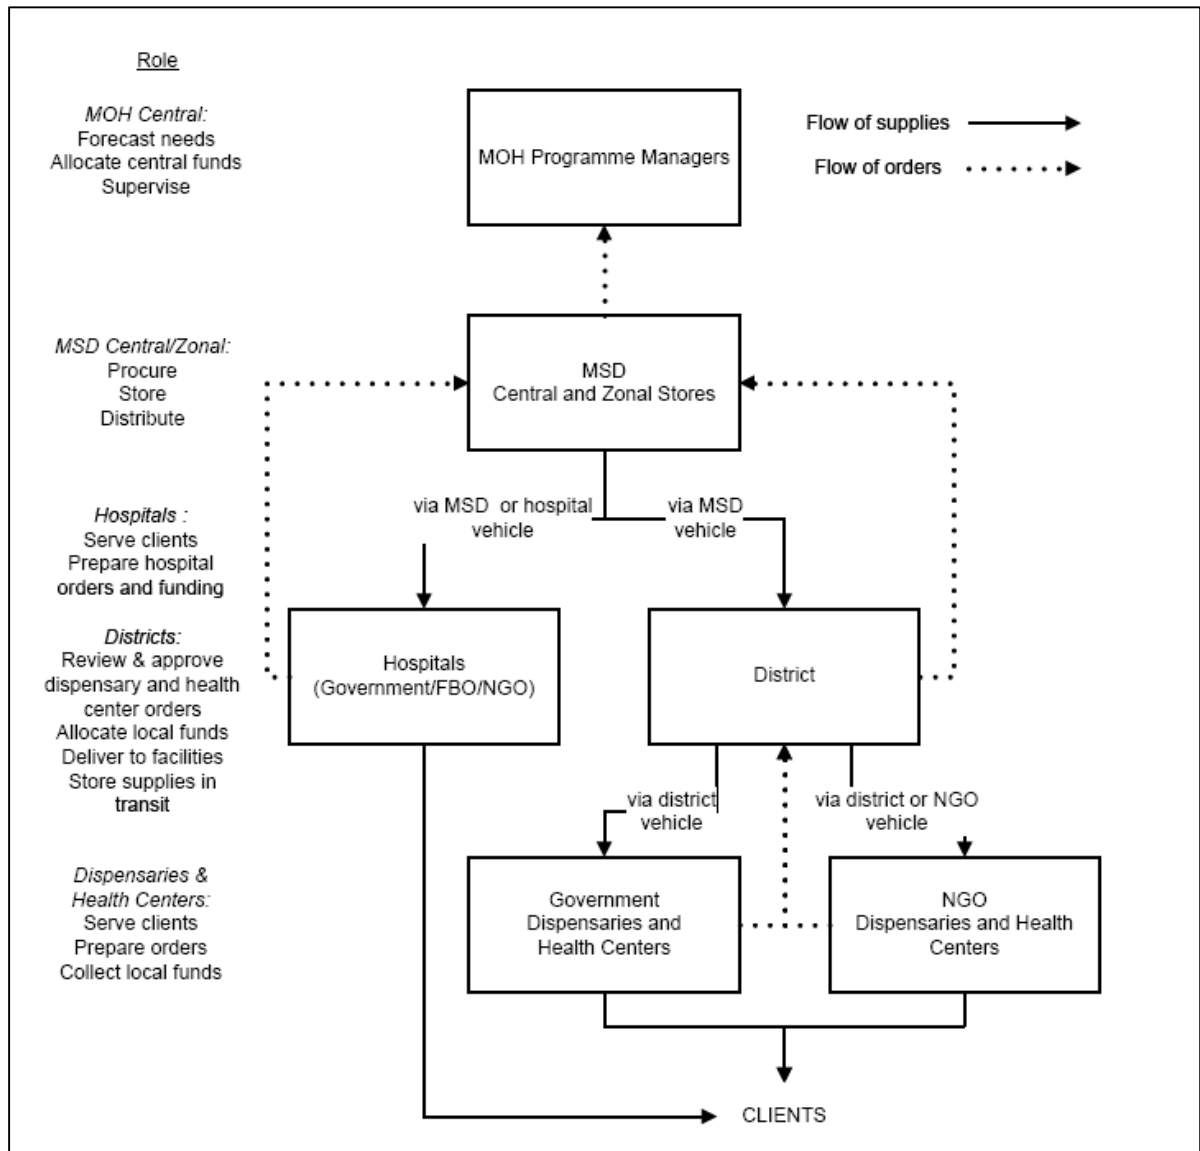 Role
MOH Central:
Forecast needs
Allocate central funds
Supervise
MOH Programme Managers
Flow of supplies
Flow of orders
MSD Central/Zonal:
Procure
Store
Distribute
MSD
Central and Zonal Stores
via MSD or hospital
vehicle
via MSD
vehicle
Hospitals :
Serve clients
Prepare hospital
orders and funding
Districts:
Review & approve
dispensary and health
center orders
Allocate local funds
Deliver to facilities
Store supplies in
transit
Hospitals
(Government/FBO/NGO)
District
via district
vehicle
via district or NGO
vehicle
Dispensaries &
Health Centers:
Serve clients
Prepare orders
Collect local funds
Government
Dispensaries and
Health Centers
NGO
Dispensaries and Health
Centers
CLIENTS